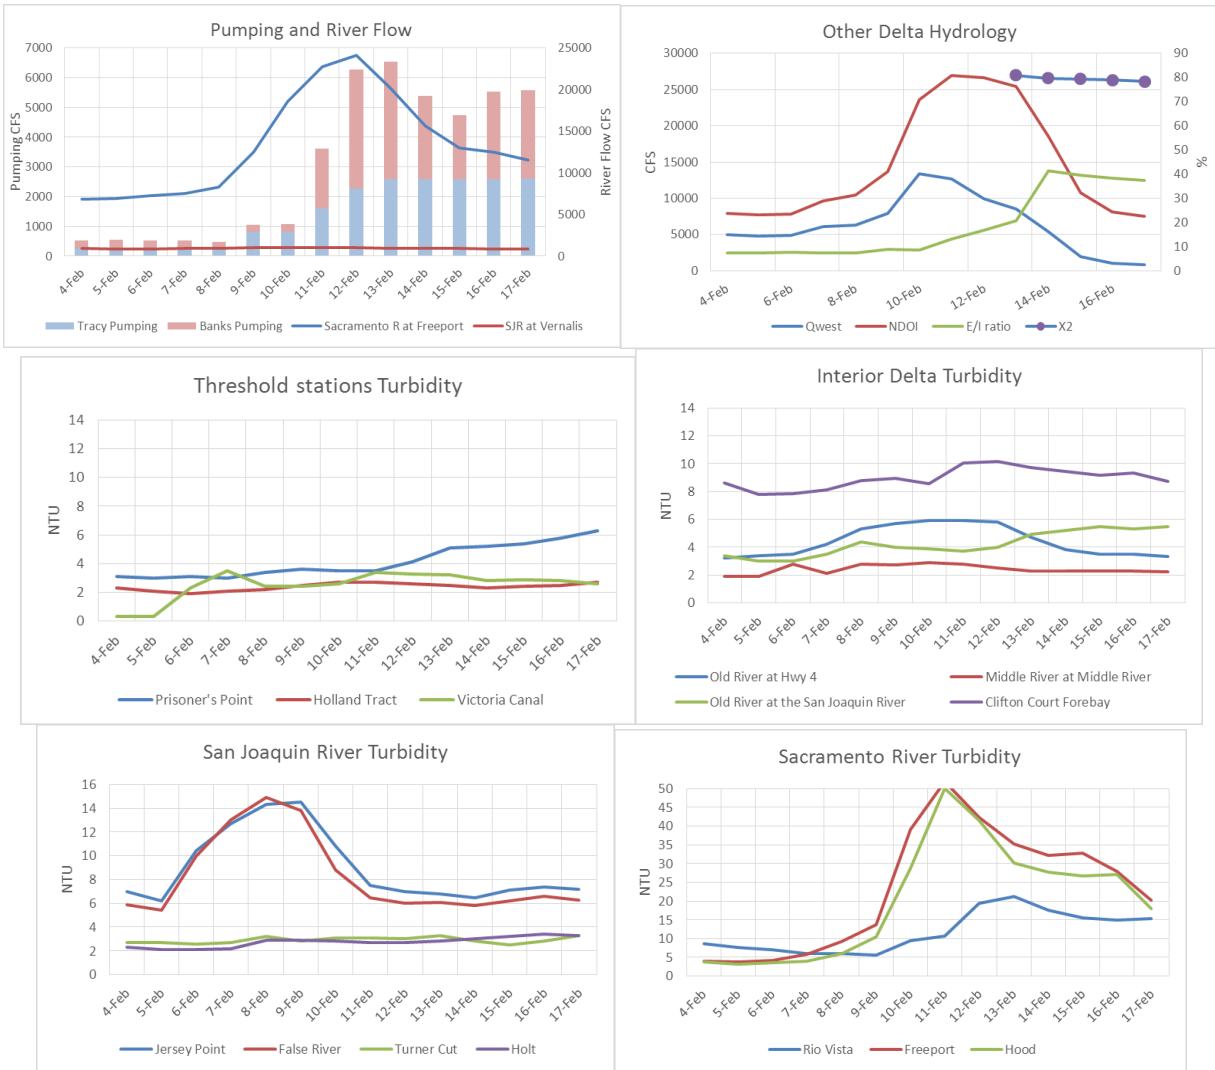 Pumping and River Flow
7000
6000
5000
4000
3000
2000
1000
0
Pumping CFS
25000
20000
15000
10000
5000
0
River Flow CFS
4-Feb 5-Feb 6-Feb 7-Feb 8-Feb 9-Feb 10-Feb 11-Feb 12-Feb 13-Feb 14-Feb 15-Feb 16-Feb 17-Feb
Tracy Pumping Banks Pumping Sacramento R at Freeport SJR at Vernalis
Other Delta Hydrology
30000
25000
20000
15000
10000
5000
0
CFS
90
80
70
60
50
40
30
20
10
0
%
4-Feb 6-Feb 8-Feb 10-Feb 12-Feb 14-Feb 16-Feb
Qwest NDOI E/I ratio X2
Threshold stations Turbidity
14
12
10
8
6
4
2
0
NTU
4-Feb 5-Feb 6-Feb 7-Feb 8-Feb 9-Feb 10-Feb 11-Feb 12-Feb 13-Feb 14-Feb 15-Feb 16-Feb 17-Feb
Prisoner's Point Holland Tract Victoria Canal
Interior Delta Turbidity
14
12
10
8
6
4
2
0
NTU
4-Feb 5-Feb 6-Feb 7-Feb 8-Feb 9-Feb 10-Feb 11-Feb 12-Feb 13-Feb 14-Feb 15-Feb 16-Feb 17-Feb
Old River at Hwy 4 Middle River at Middle River
Old River at the San Joaquin River Clifton Court Forebay
San Joaquin River Turbidity
16
14
12
10
8
6
4
2
0
NTU
4-Feb 5-Feb 6-Feb 7-Feb 8-Feb 9-Feb 10-Feb 11-Feb 12-Feb 13-Feb 14-Feb 15-Feb 16-Feb 17-Feb
Jersey Point False River Turner Cut Holt
Sacramento River Turbidity
50
45
40
35
30
25
20
15
10
5
0
NTU
4-Feb 5-Feb 6-Feb 7-Feb 8-Feb 9-Feb 10-Feb 11-Feb 12-Feb 13-Feb 14-Feb 15-Feb 16-Feb 17-Feb
Rio Vista Freeport Hood